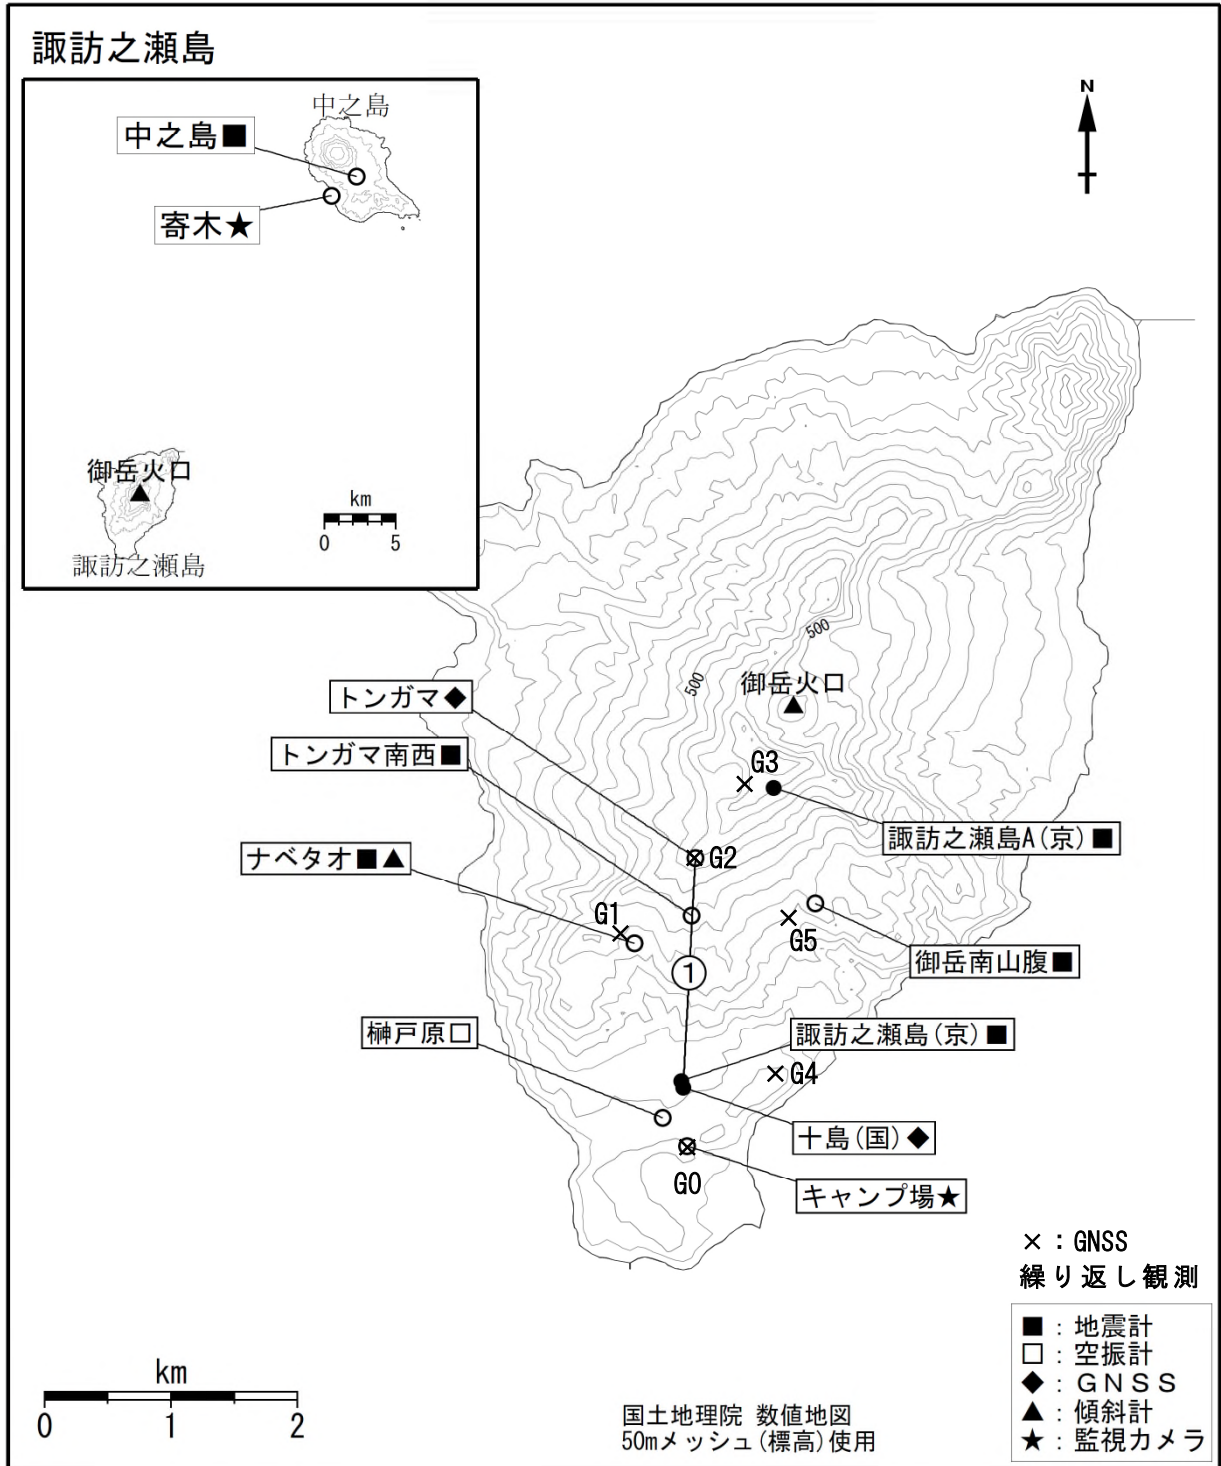 諏訪之瀬島
中之島
中之島■
寄木★
御岳火口
諏訪之瀬島
km
0 5
N
500
500
御岳火口
トンガマ◆
トンガマ南西■
ナベタオ■▲
榊戸原□
G3
諏訪之瀬島A(京)■
G2
G1
G5
御岳南山腹■
1
諏訪之瀬島(京)■
G4
十島(国)◆
G0
キャンプ場★
×：GNSS
繰り返し観測
■：地震計
□：空振計
◆：ＧＮＳＳ
▲：傾斜計
★：監視カメラ
km
0 1 2
国土地理院 数値地図
50mメッシュ(標高)使用